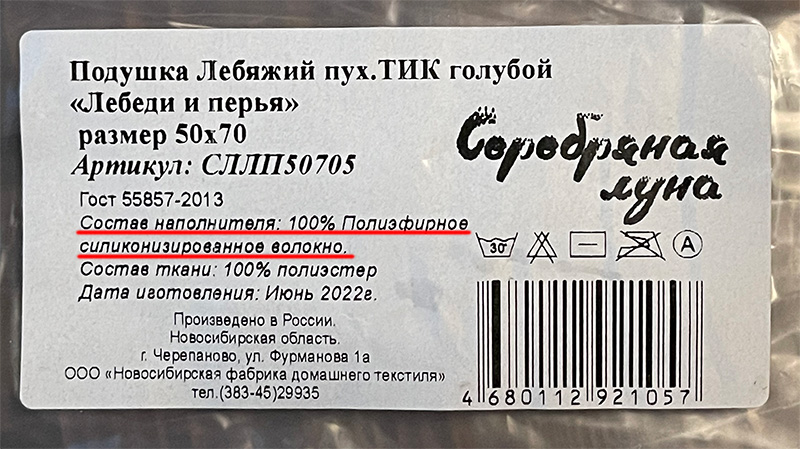 Подушка Лебяжий пух.ТИК голубой
«Лебеди и перья»
размер 50х70
Артикул: СЛЛП50705
Серебряная
луна
Гост 55857-2013
Состав наполнителя: 100% Полиэфирное
силиконизированное волокно.
Состав ткани: 100% полиэстер
Дата иготовления: Июнь 2022г.
30
А
Произведено в России.
Новосибирская область.
г. Черепаново, ул. Фурманова 1а
ООО «Новосибирская фабрика домашнего текстиля»
тел.(383-45)29935
4 680112 921057